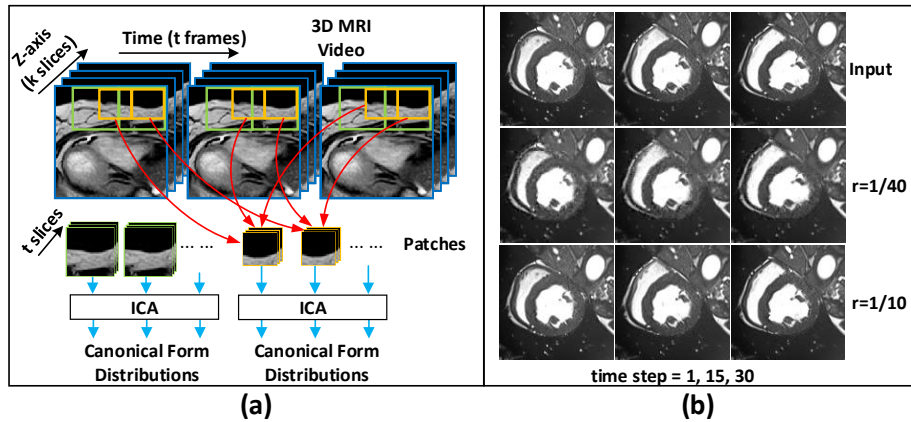 Z-axis
(k slices)
Time (t frames)
3D MRI
Video
t slices
... ...
... ...
Patches
ICA
ICA
Canonical Form
Distributions
Canonical Form
Distributions
(a)
Input
r=1/40
r=1/10
time step = 1, 15, 30
(b)